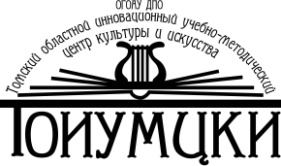 ОГОАУ ДПО
Томский областной инновационный учебно-методический
центр культуры и искусства
ТОИУМЦКИ